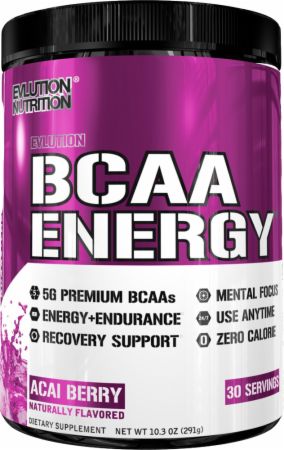 EVLUTION
NUTRITION
EVLUTION
BCAA
ENERGY
5G PREMIUM BCAAs
ENERGY+ENDURANCE
RECOVERY SUPPORT
MENTAL FOCUS
24/7 USE ANYTIME
ZERO CALORIE
ACAI BERRY
NATURALLY FLAVORED
30 SERVINGS
DIETARY SUPPLEMENT NET WT 10.3 OZ (291g)